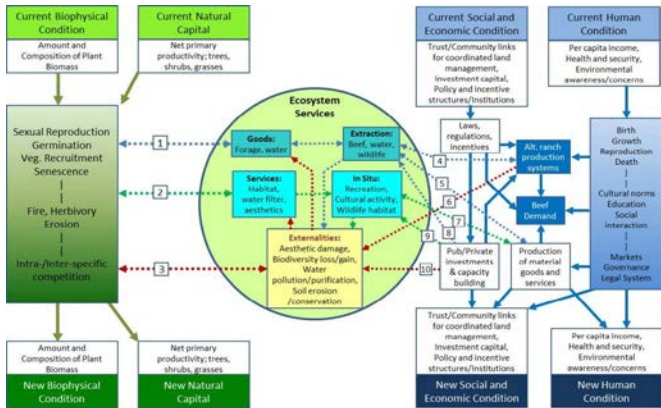 Current Biophysical
Condition
Current Natural
Capital
Current Social and
Economic Condition
Current Human
Condition
Amount and
Composition of Plant
Biomass
Net primary
productivity; trees,
shrubs, grasses
Trust/Community links
for coordinated land
management,
Investment capital,
Policy and incentive
structures/Institutions
Per capita income,
Health and security,
Environmental
awareness/concerns
Sexual Reproduction
Germination
Veg. Recruitment
Senescence
Fire, Herbivory
Erosion
Intra-/Inter-specific
competition
1
2
3
Ecosystem
Services
Goods:
Forage, water
Extraction:
Beef, water,
wildlife
Services:
Habitat,
water filter,
aesthetics
In Situ:
Recreation,
Cultural activity,
Wildlife habitat
Externalities:
Aesthetic damage,
Biodiversity loss/gain,
Water
pollution/purification,
Soil erosion
/conservation
4
5
6
7
8
9
10
Laws,
regulations,
incentives
Alt. ranch
production
systems
Beef
Demand
Pub/Private
investments
& capacity
building
Production
of material
goods and
services
Birth
Growth
Reproduction
Death
Cultural norms
Education
Social
interaction
Markets
Governance
Legal System
Amount and
Composition of Plant
Biomass
New Biophysical
Condition
Net primary
productivity; trees,
shrubs, grasses
New Natural
Capital
Trust/Community links
for coordinated land
management,
Investment capital,
Policy and incentive
structures/Institutions
New Social and
Economic Condition
Per capita income,
Health and security,
Environmental
awareness/concerns
New Human
Condition